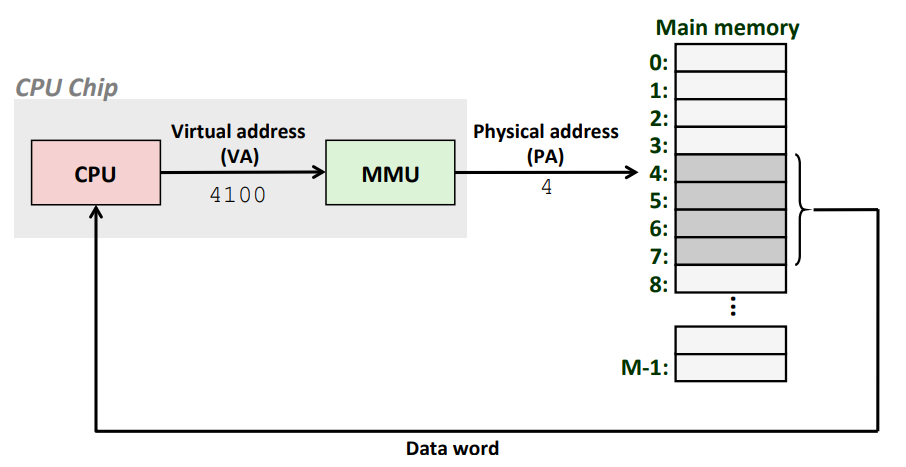 Main memory
CPU Chip
0:
1:
2:
3:
4:
5:
6:
7:
8:
⋮
M-1:
Virtual address
(VA)
4100
CPU
MMU
Physical address
(PA)
4
Data word